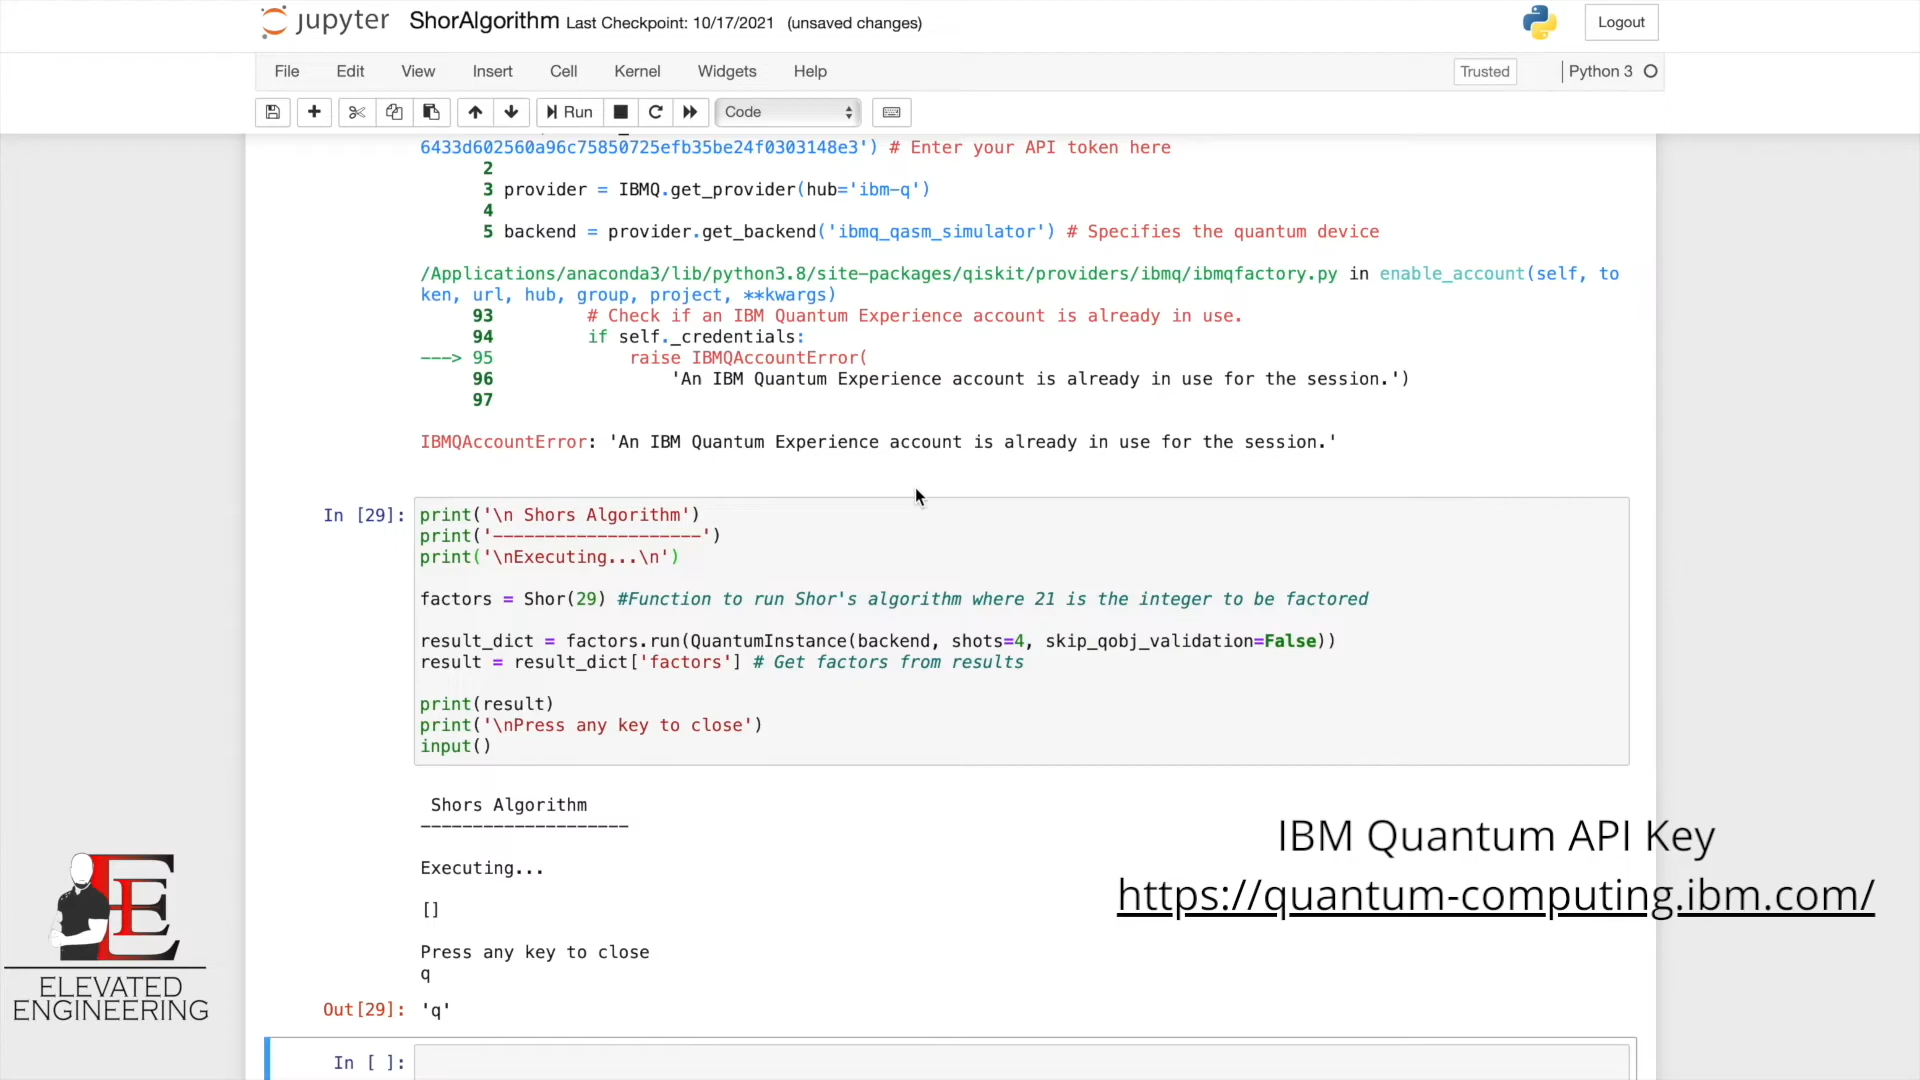 jupyter ShorAlgorithm Last Checkpoint: 10/17/2021 (unsaved changes) Logout
File Edit View Insert Cell Kernel Widgets Help Trusted Python 3
Run Code
6433d602560a96c75850725efb35be24f0303148e3') # Enter your API token here
2
3 provider = IBMQ.get_provider(hub='ibm-q')
4
5 backend = provider.get_backend('ibmq_qasm_simulator') # Specifies the quantum device
/Applications/anaconda3/lib/python3.8/site-packages/qiskit/providers/ibmq/ibmqfactory.py in enable_account(self, to
ken, url, hub, group, project, **kwargs)
93 # Check if an IBM Quantum Experience account is already in use.
94 if self._credentials:
---> 95 raise IBMQAccountError(
96 'An IBM Quantum Experience account is already in use for the session.')
97
IBMQAccountError: 'An IBM Quantum Experience account is already in use for the session.'
In [29]: print('\n Shors Algorithm')
print('--------------------')
print('\nExecuting...\n')
factors = Shor(29) #Function to run Shor's algorithm where 21 is the integer to be factored
result_dict = factors.run(QuantumInstance(backend, shots=4, skip_qobj_validation=False))
result = result_dict['factors'] # Get factors from results
print(result)
print('\nPress any key to close')
input()
Shors Algorithm
--------------------
Executing...
[]
Press any key to close
q
Out[29]: 'q'
In [ ]:
IBM Quantum API Key
https://quantum-computing.ibm.com/
E
ELEVATED
ENGINEERING